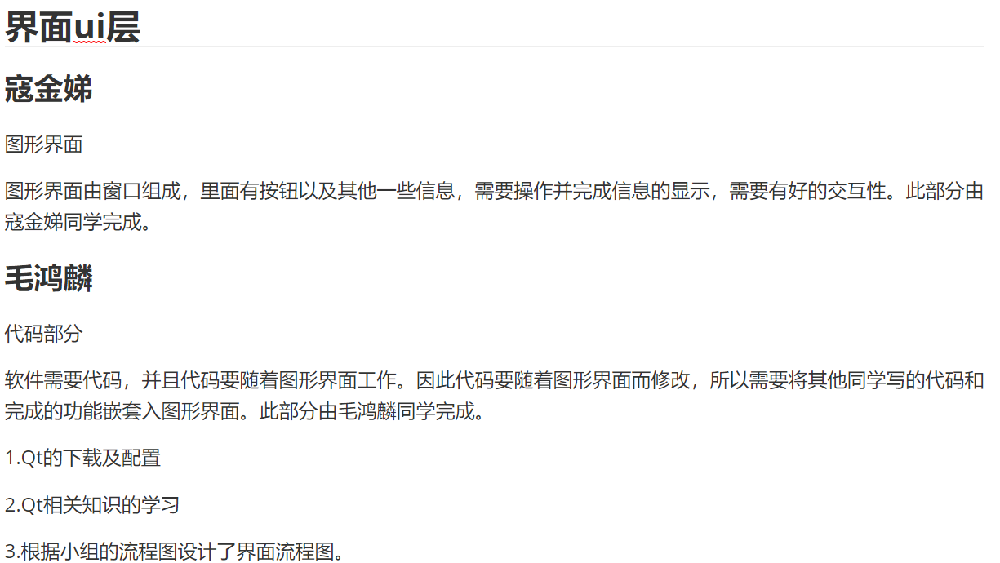 界面ui层
寇金娣
图形界面
图形界面由窗口组成，里面有按钮以及其他一些信息，需要操作并完成信息的显示，需要有好的交互性。此部分由
寇金娣同学完成。
毛鸿麟
代码部分
软件需要代码，并且代码要随着图形界面工作。因此代码要随着图形界面而修改，所以需要将其他同学写的代码和
完成的功能嵌套入图形界面。此部分由毛鸿麟同学完成。
1.Qt的下载及配置
2.Qt相关知识的学习
3.根据小组的流程图设计了界面流程图。